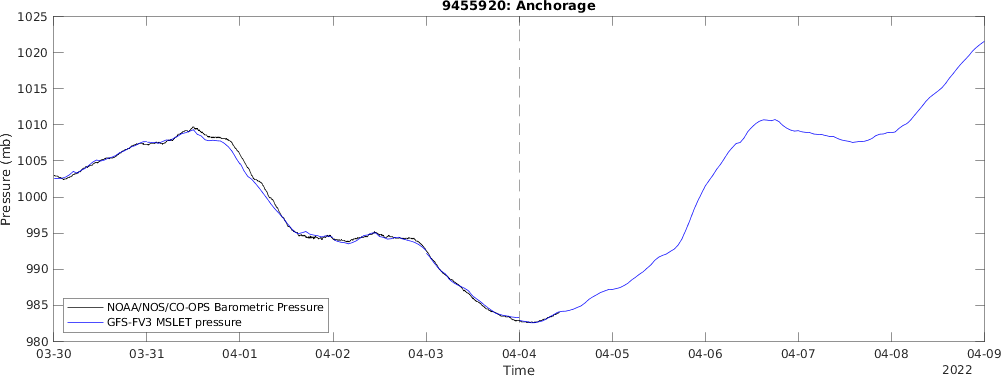 9455920: Anchorage
1025
1020
1015
1010
1005
1000
995
990
985
980
Pressure (mb)
NOAA/NOS/CO-OPS Barometric Pressure
GFS-FV3 MSLET pressure
03-30 03-31 04-01 04-02 04-03 04-04 04-05 04-06 04-07 04-08 04-09
Time
2022